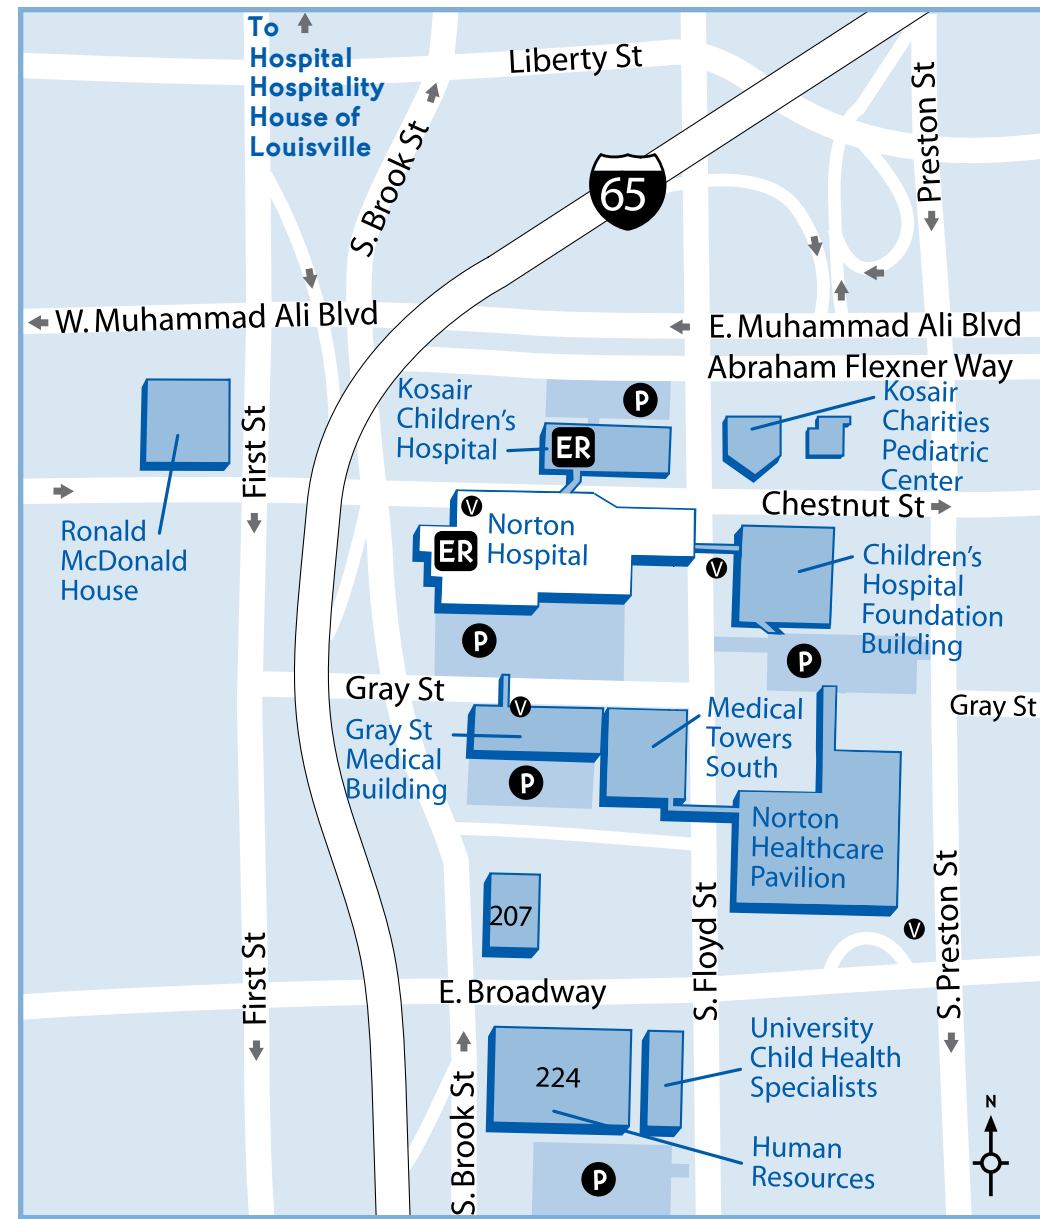 To
Hospital
Hospitality
House of
Louisville
Liberty St
S. Brook St
Preston St
65
W. Muhammad Ali Blvd
E. Muhammad Ali Blvd
Abraham Flexner Way
Kosair
Children's
Hospital
P
ER
Kosair
Charities
Pediatric
Center
First St
Chestnut St
Ronald
McDonald
House
V
Norton
Hospital
ER
V
Children's
Hospital
Foundation
Building
P
P
Gray St
Gray St
V
Gray St
Medical
Building
Medical
Towers
South
P
Norton
Healthcare
Pavilion
207
V
First St
S. Floyd St
S. Preston St
E. Broadway
224
University
Child Health
Specialists
S. Brook St
Human
Resources
P
N